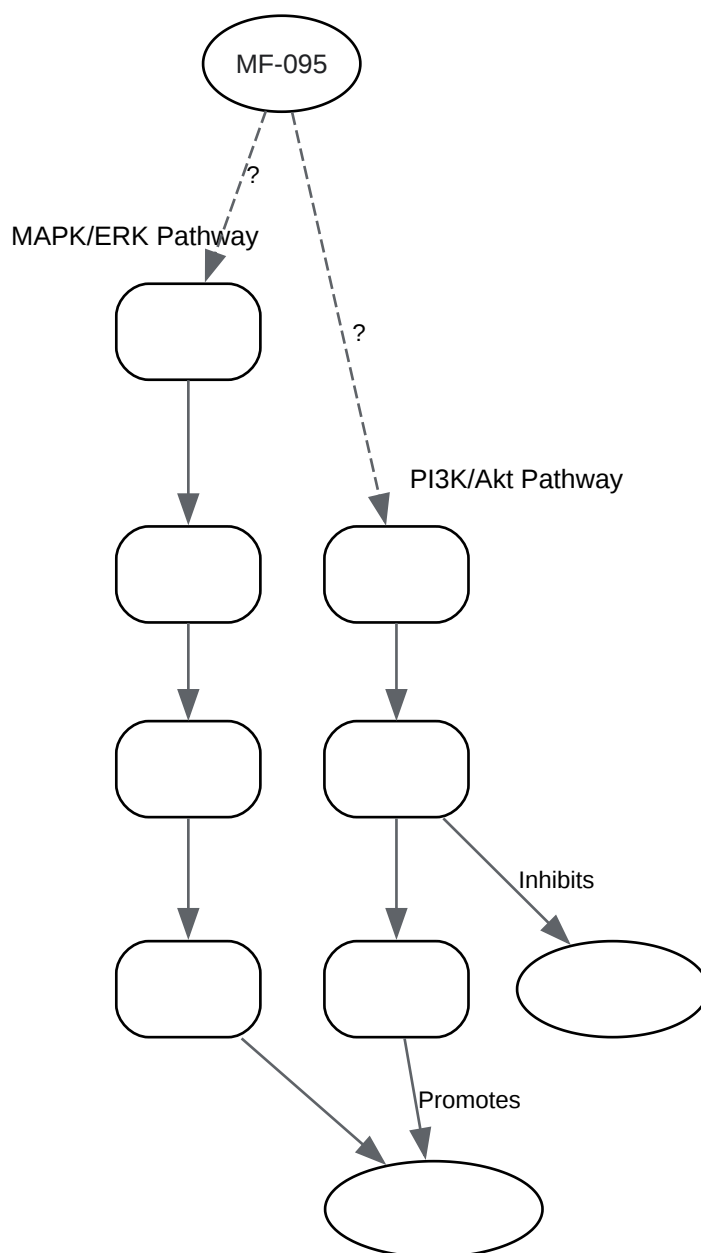 MF-095
?
MAPK/ERK Pathway
?
PI3K/Akt Pathway
Inhibits
Promotes